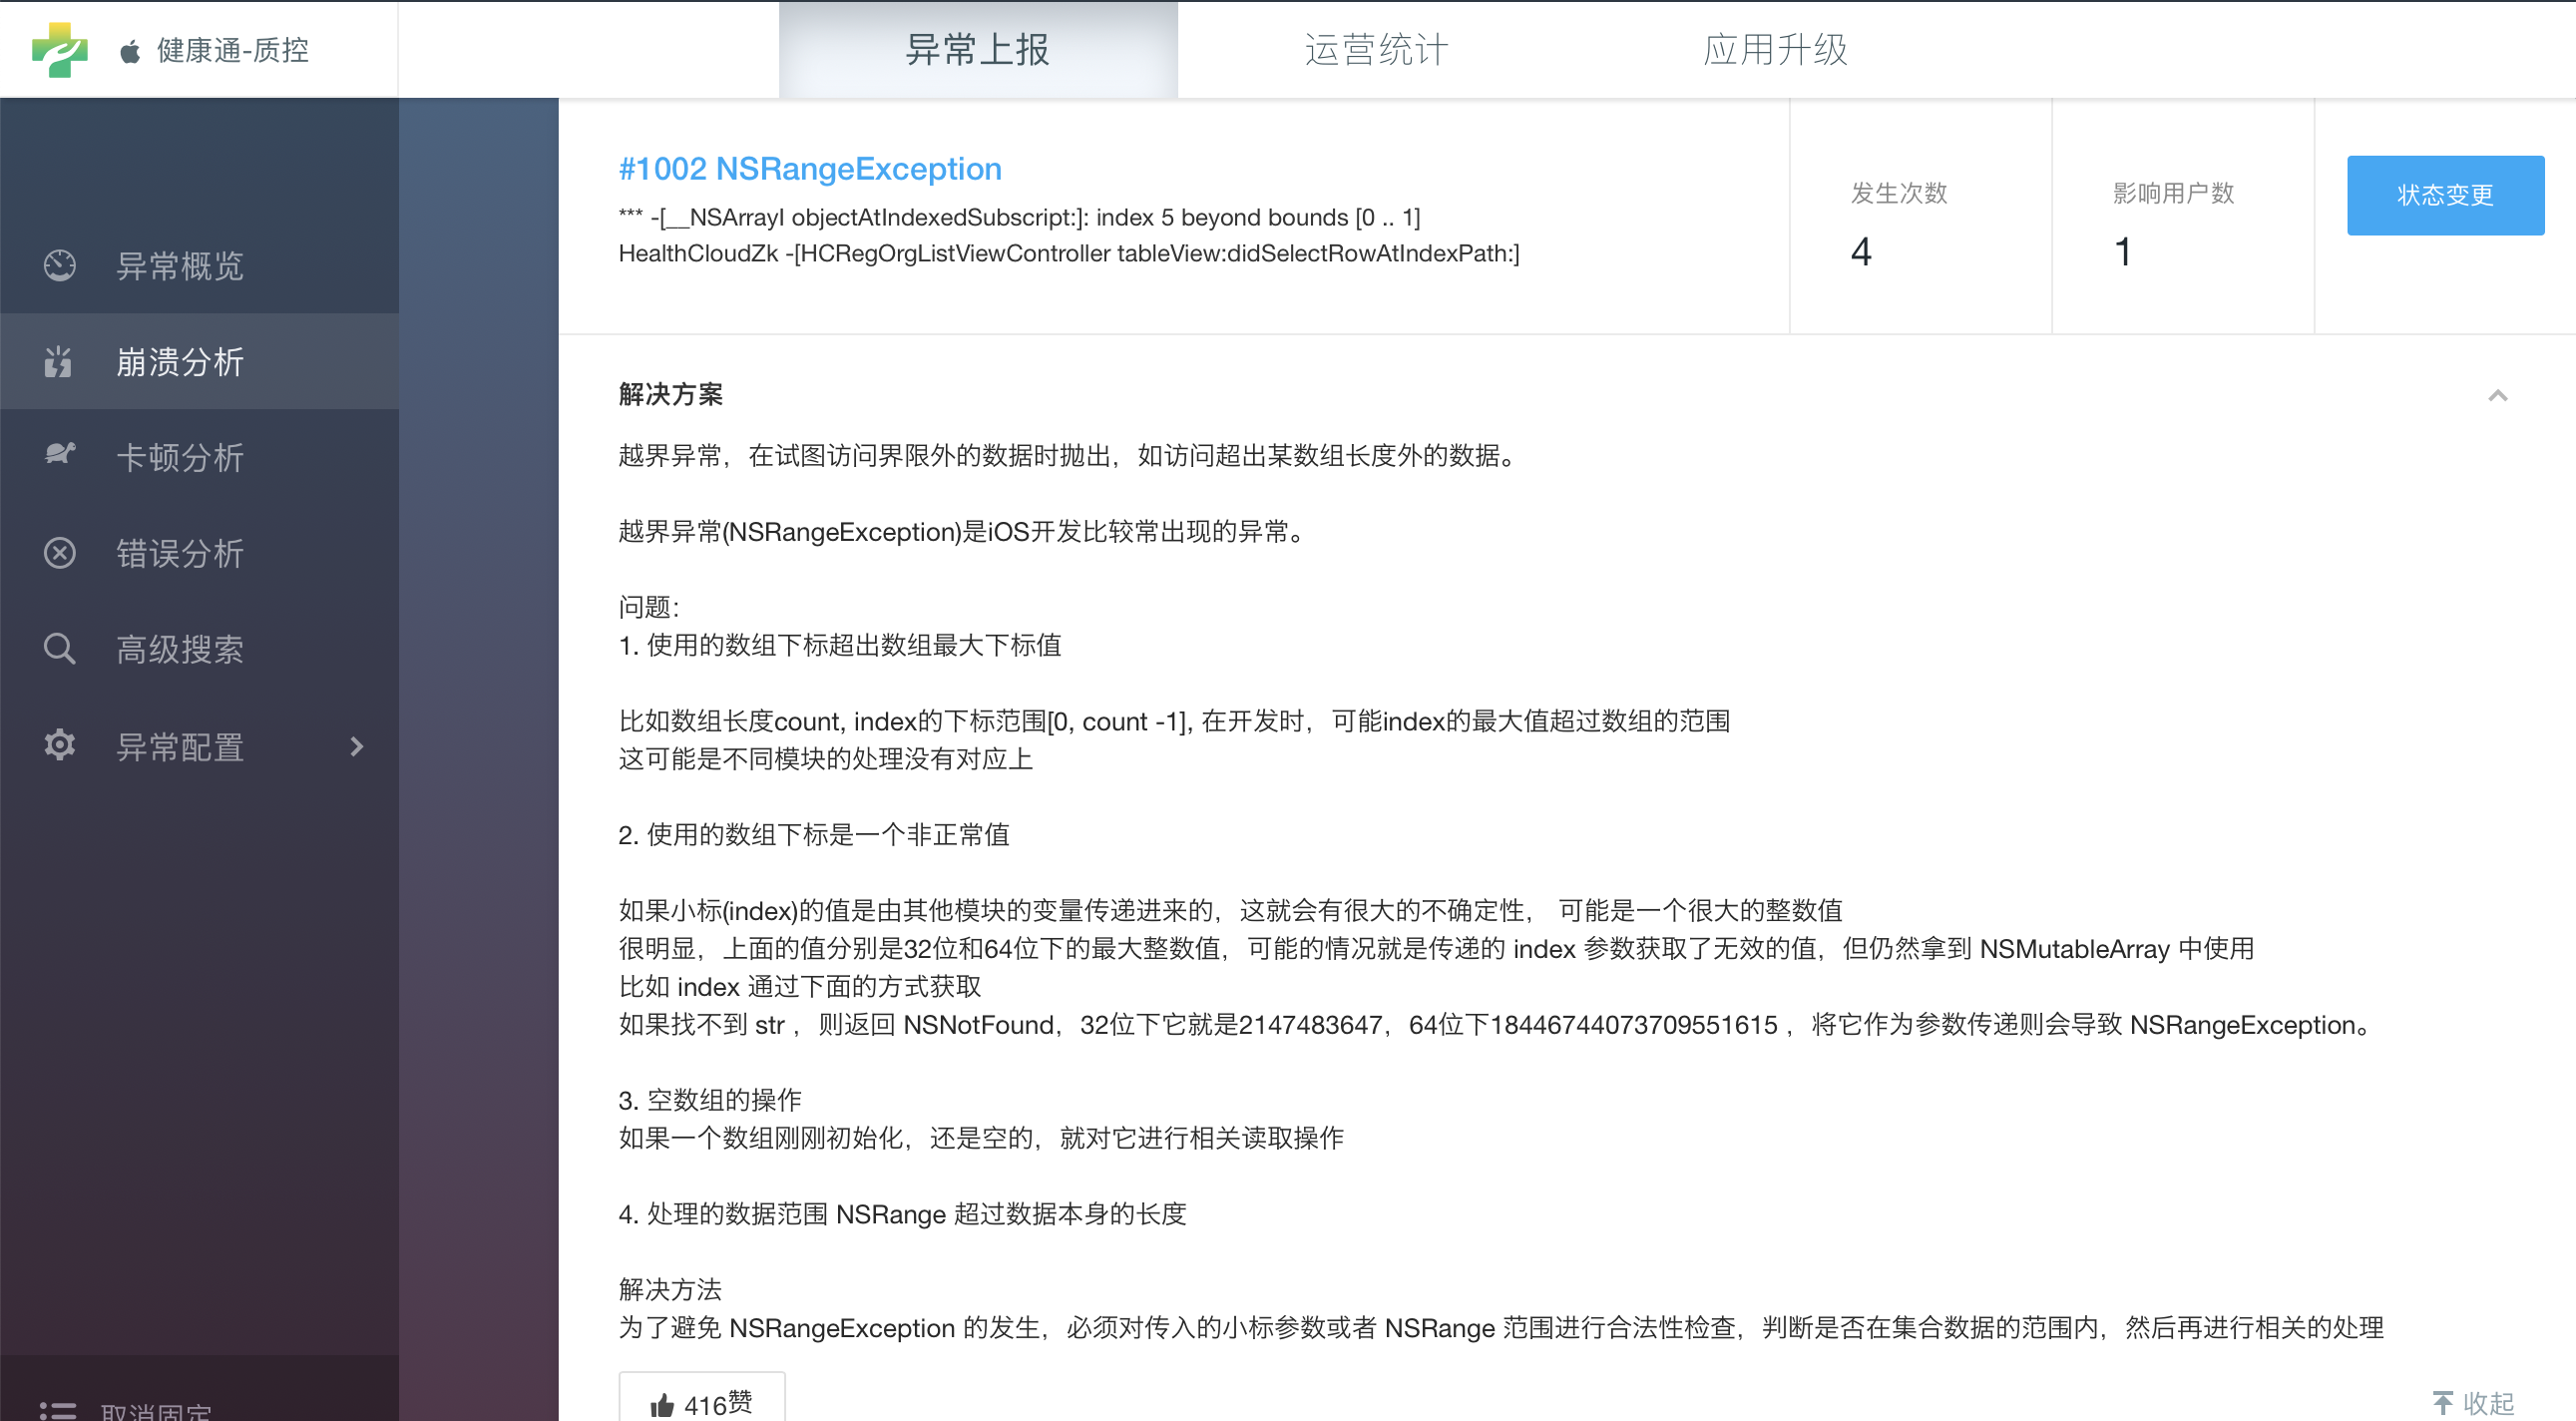 健康通-质控
异常上报
运营统计
应用升级
异常概览
崩溃分析
卡顿分析
错误分析
高级搜索
异常配置
取消固定
#1002 NSRangeException
*** -[__NSArrayI objectAtIndexedSubscript:]: index 5 beyond bounds [0 .. 1]
HealthCloudZk -[HCRegOrgListViewController tableView:didSelectRowAtIndexPath:]
发生次数
4
影响用户数
1
状态变更
解决方案
越界异常，在试图访问界限外的数据时抛出，如访问超出某数组长度外的数据。
越界异常(NSRangeException)是iOS开发比较常出现的异常。
问题：
1. 使用的数组下标超出数组最大下标值
比如数组长度count, index的下标范围[0, count -1], 在开发时，可能index的最大值超过数组的范围
这可能是不同模块的处理没有对应上
2. 使用的数组下标是一个非正常值
如果小标(index)的值是由其他模块的变量传递进来的，这就会有很大的不确定性， 可能是一个很大的整数值
很明显，上面的值分别是32位和64位下的最大整数值，可能的情况就是传递的 index 参数获取了无效的值，但仍然拿到 NSMutableArray 中使用
比如 index 通过下面的方式获取
如果找不到 str ，则返回 NSNotFound，32位下它就是2147483647，64位下18446744073709551615 ，将它作为参数传递则会导致 NSRangeException。
3. 空数组的操作
如果一个数组刚刚初始化，还是空的，就对它进行相关读取操作
4. 处理的数据范围 NSRange 超过数据本身的长度
解决方法
为了避免 NSRangeException 的发生，必须对传入的小标参数或者 NSRange 范围进行合法性检查，判断是否在集合数据的范围内，然后再进行相关的处理
416赞
收起